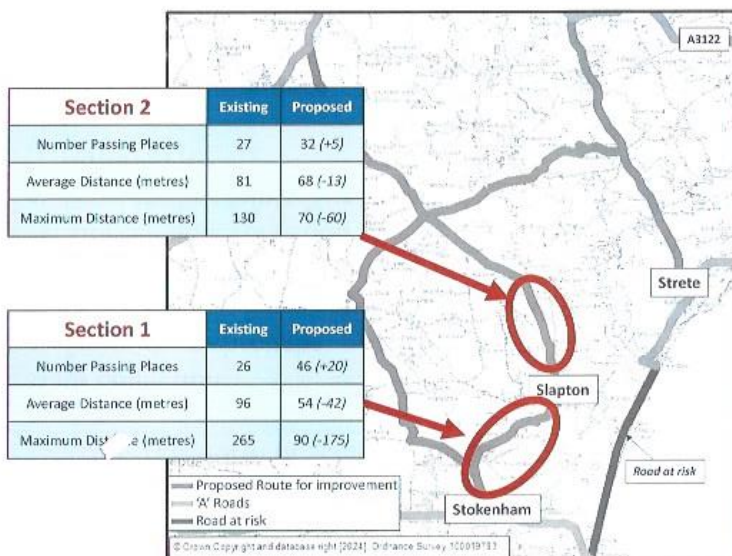 A3122
Section 2 Existing Proposed
Number Passing Places 27 32 (+5)
Average Distance (metres) 81 68 (-13)
Maximum Distance (metres) 130 70 (-60)
Strete
Section 1 Existing Proposed
Number Passing Places 26 46 (+20)
Average Distance (metres) 96 54 (-42)
Maximum (metres) 265 90 (-175)
Slapton
Road at risk
Proposed Route for improvement
'A' Roads
Road at risk
Stokenham
© Crown Copyright and database right [2024] Ordnance Survey